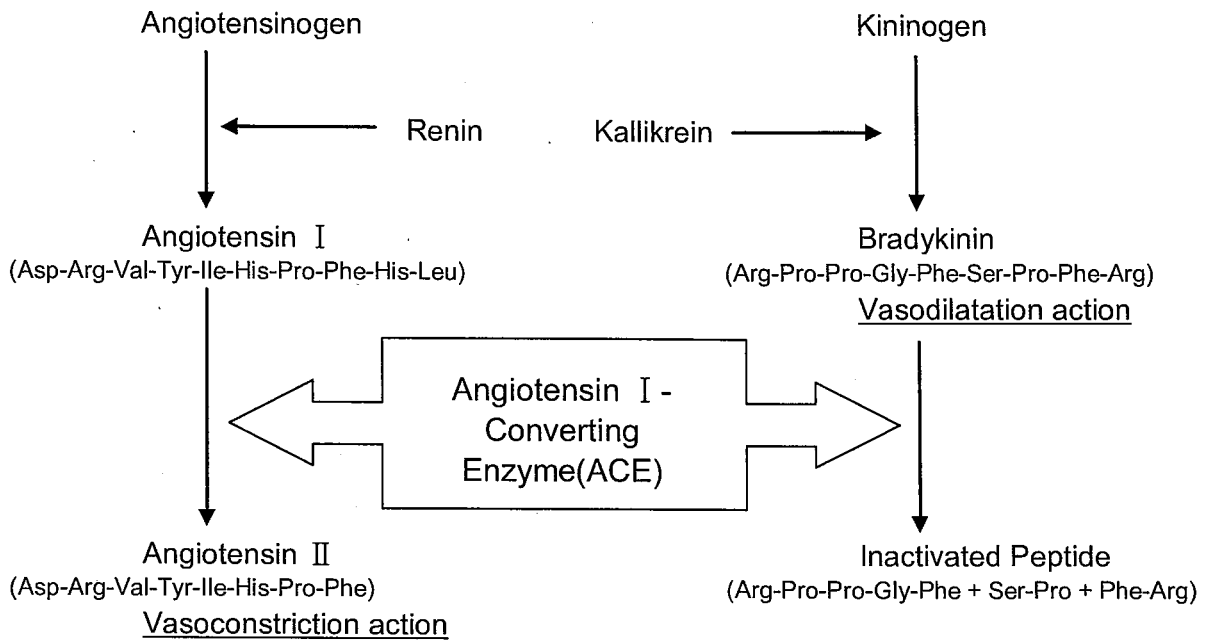 Angiotensinogen
Kininogen
Renin
Kallikrein
Angiotensin Ⅰ
(Asp-Arg-Val-Tyr-Ile-His-Pro-Phe-His-Leu)
Bradykinin
(Arg-Pro-Pro-Gly-Phe-Ser-Pro-Phe-Arg)
Vasodilatation action
Angiotensin Ⅰ -
Converting
Enzyme(ACE)
Angiotensin Ⅱ
(Asp-Arg-Val-Tyr-Ile-His-Pro-Phe)
Vasoconstriction action
Inactivated Peptide
(Arg-Pro-Pro-Gly-Phe + Ser-Pro + Phe-Arg)